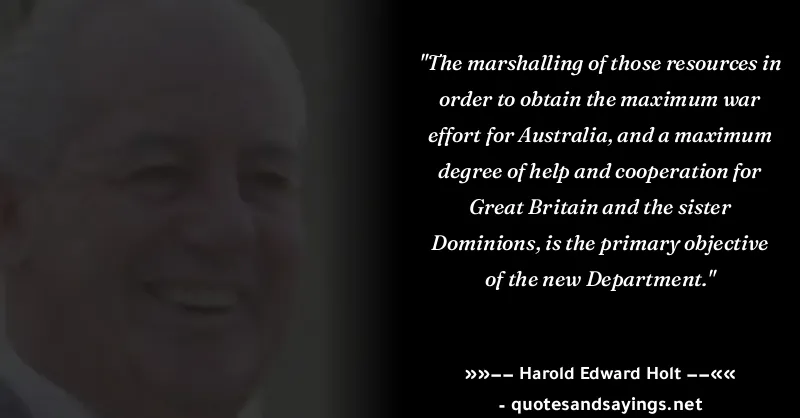 "The marshalling of those resources in
order to obtain the maximum war
effort for Australia, and a maximum
degree of help and cooperation for
Great Britain and the sister
Dominions, is the primary objective
of the new Department."
»»—— Harold Edward Holt ——««
- quotesandsayings.net